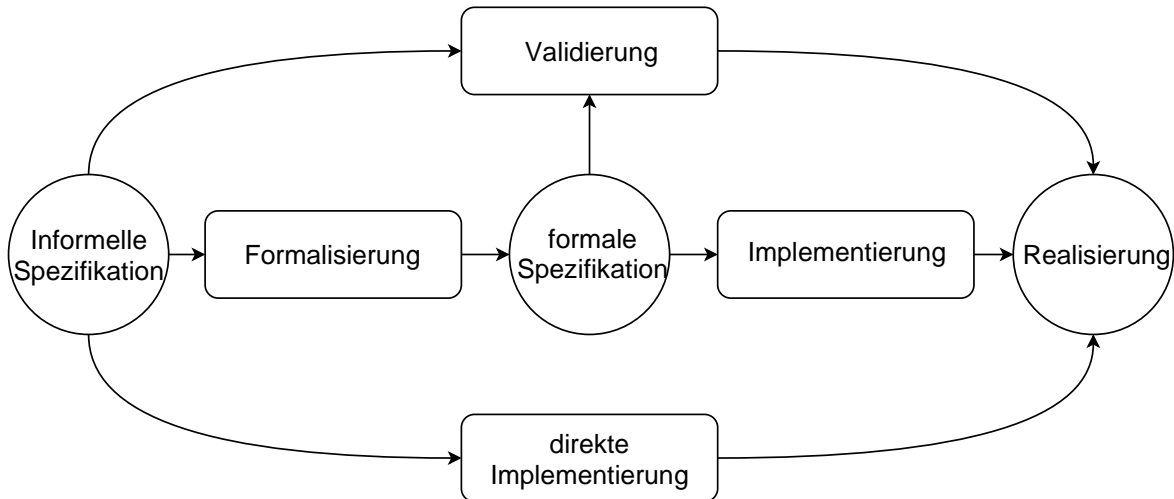 Validierung
Informelle
Spezifikation
Formalisierung
formale
Spezifikation
Implementierung
Realisierung
direkte
Implementierung